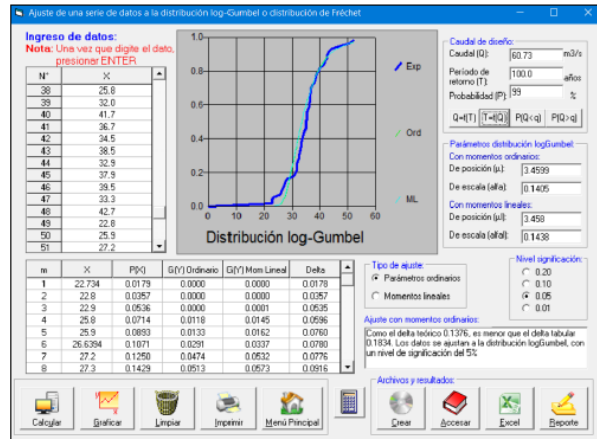 Ajuste de una serie de datos a la distribución log-Gumbel o distribución de Fréchet
Ingreso de datos:
Nota: Una vez que digite el dato,
presionar ENTER
N° X
38 25.8
39 32.0
40 41.7
41 36.7
42 34.5
43 38.5
44 32.9
45 37.9
46 39.5
47 33.3
48 42.7
49 22.8
50 25.9
51 27.2
1.0
0.8
0.6
0.4
0.2
0.0
0 10 20 30 40 50 60
Distribución log-Gumbel
Exp
Ord
ML
Caudal de diseño:
Caudal (Q): 60.73 m3/s
Período de
retorno (T): 100.0 años
Probabilidad (P): 99 %
Q=f(T) T=f(Q) P(Q<q) P(Q>q)
Parámetros distribución logGumbel:
Con momentos ordinarios:
De posición (µ): 3.4599
De escala (alfa): 0.1405
Con momentos lineales:
De posición (µl): 3.458
De escala (alfal): 0.1438
m X P(X) G(Y) Ordinario G(Y) Mom Lineal Delta
1 22.734 0.0179 0.0000 0.0000 0.0178
2 22.8 0.0357 0.0000 0.0000 0.0357
3 22.9 0.0536 0.0000 0.0001 0.0535
4 25.8 0.0714 0.0118 0.0145 0.0596
5 25.9 0.0893 0.0133 0.0162 0.0760
6 26.6394 0.1071 0.0291 0.0337 0.0780
7 27.2 0.1250 0.0474 0.0532 0.0776
8 27.3 0.1429 0.0513 0.0573 0.0916
Tipo de ajuste:
Parámetros ordinarios
Momentos lineales
Nivel significación:
0.20
0.10
0.05
0.01
Ajuste con momentos ordinarios:
Como el delta teórico 0.1376, es menor que el delta tabular
0.1834. Los datos se ajustan a la distribución logGumbel, con
un nivel de significación del 5%
Calcular Graficar Limpiar Imprimir Menú Principal
Archivos y resultados:
Crear Accesar Excel Reporte